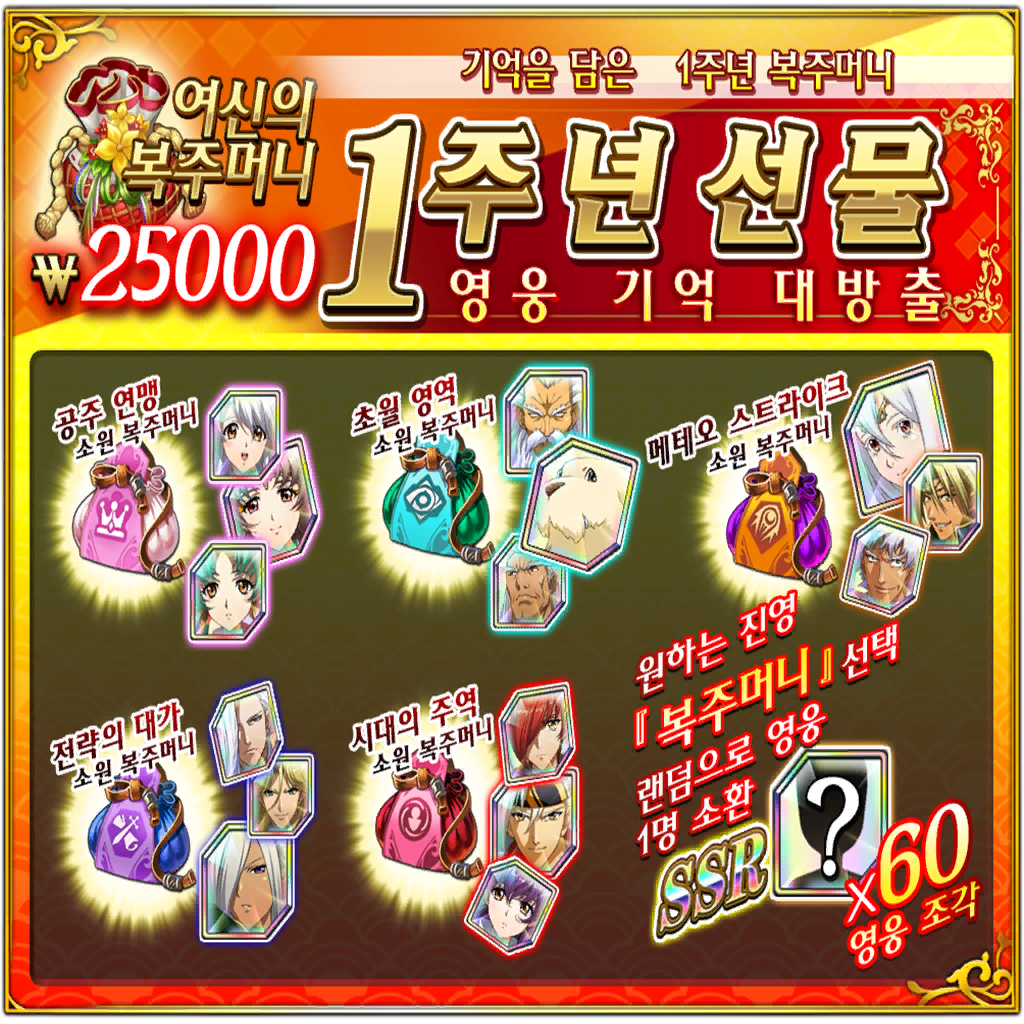 기억을 담은 1주년 복주머니
여신의
복주머니
₩25000
1주년 선물
영웅 기억 대방출
공주 연맹
소원 복주머니
초월 영역
소원 복주머니
메테오 스트라이크
소원 복주머니
전략의 대가
소원 복주머니
시대의 주역
소원 복주머니
원하는 진영
『복주머니』선택
랜덤으로 영웅
1명 소환
SSR
?
x60
영웅 조각